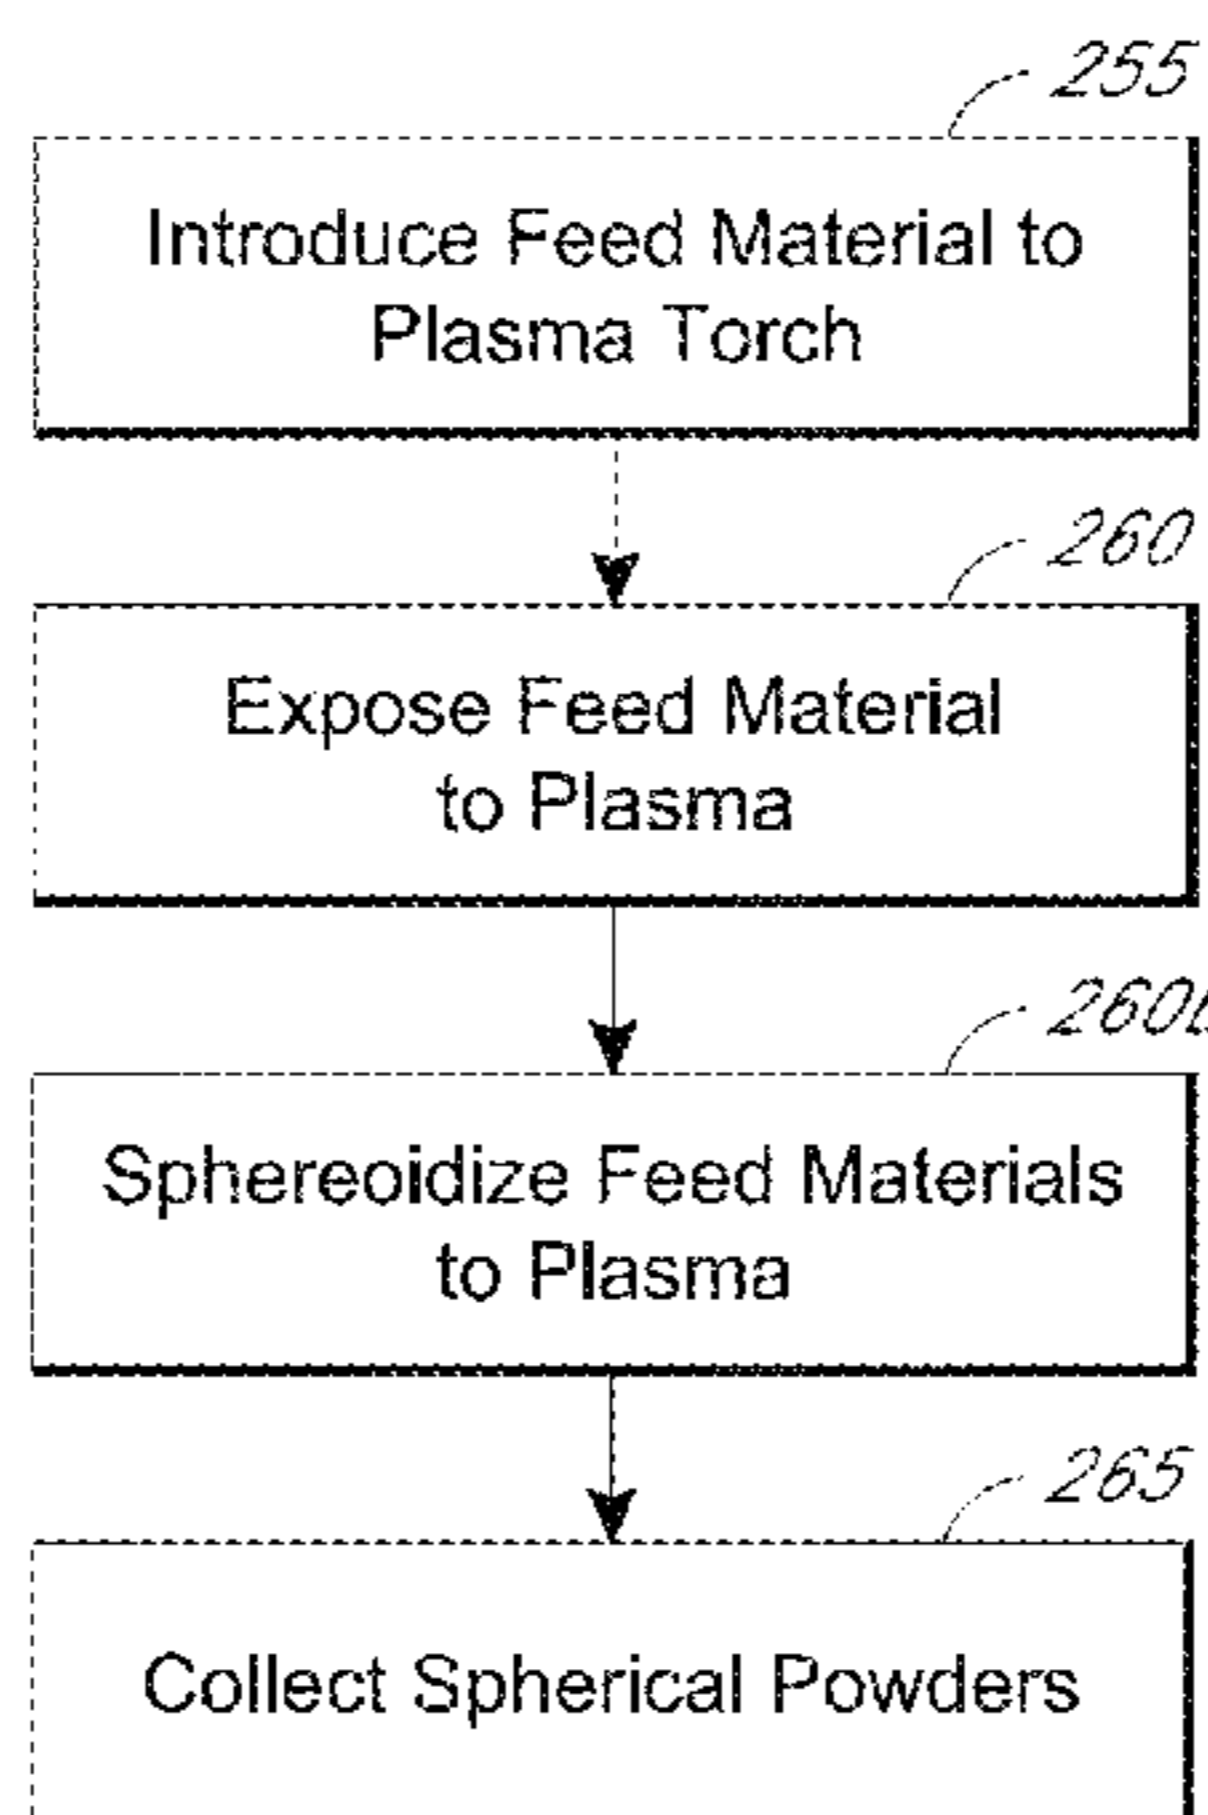 255
Introduce Feed Material to
Plasma Torch
260
Expose Feed Material
to Plasma
260b
Sphereoidize Feed Materials
to Plasma
265
Collect Spherical Powders